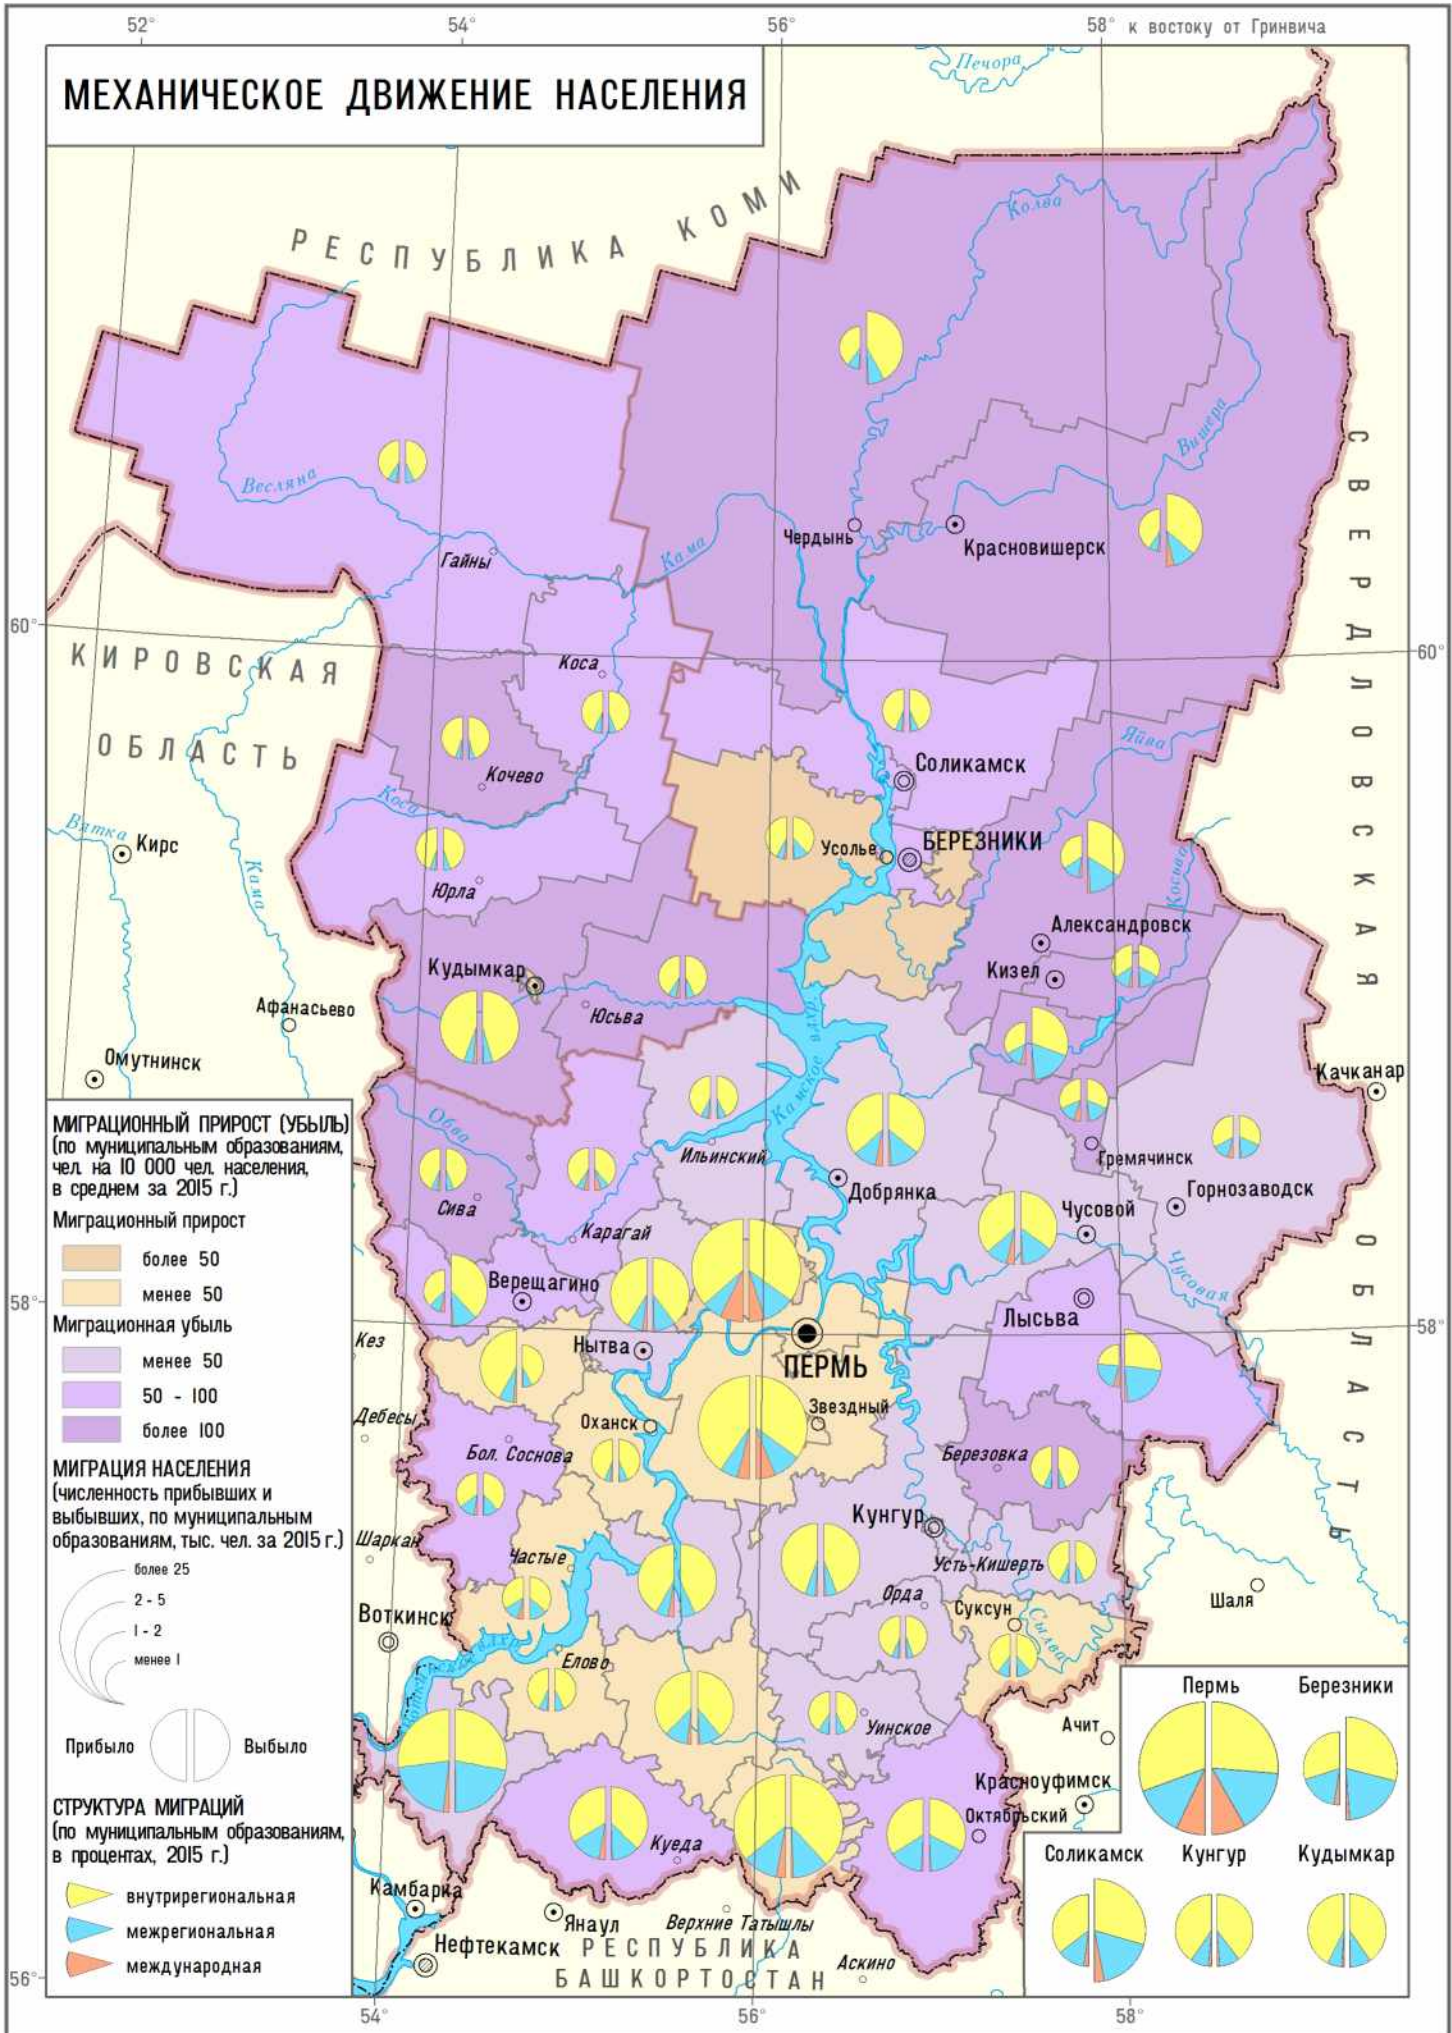 52° 54° 56° 58° к востоку от Гринвича
МЕХАНИЧЕСКОЕ ДВИЖЕНИЕ НАСЕЛЕНИЯ
Печора
РЕСПУБЛИКА КОМИ
Колва
Вишера
Весляна
СВЕРДЛОВСКАЯ ОБЛАСТЬ
Чердынь
Красновишерск
Гайны
Кама
60°
60°
КИРОВСКАЯ
ОБЛАСТЬ
Коса
Кочево
Яйва
Соликамск
Коса
Вятка
Кирс
Кама
Усолье
БЕРЕЗНИКИ
Косьва
Юрла
Александровск
Кизел
Кудымкар
Юсьва
Афанасьево
Омутнинск
Камское вдхр.
Качканар
Обва
Ильинский
Гремячинск
Сива
Добрянка
Горнозаводск
Чусовой
Карагай
Верещагино
Чусовая
58°
58°
Лысьва
Кез
Нытва
ПЕРМЬ
Звездный
Дебесы
Оханск
Бол. Соснова
Березовка
Кунгур
Шаркан
Частые
Усть-Кишерть
Орда
Суксун
Сылва
Шаля
Воткинск
Елово
Уинское
Ачит
Красноуфимск
Октябрьский
Куеда
Камбарка
Янаул
Верхние Татышлы
Нефтекамск
РЕСПУБЛИКА
БАШКОРТОСТАН
Аскино
МИГРАЦИОННЫЙ ПРИРОСТ (УБЫЛЬ)
(по муниципальным образованиям,
чел. на 10 000 чел. населения,
в среднем за 2015 г.)
Миграционный прирост
более 50
менее 50
Миграционная убыль
менее 50
50 - 100
более 100
МИГРАЦИЯ НАСЕЛЕНИЯ
(численность прибывших и
выбывших, по муниципальным
образованиям, тыс. чел. за 2015 г.)
более 25
2 - 5
1 - 2
менее 1
Прибыло
Выбыло
СТРУКТУРА МИГРАЦИЙ
(по муниципальным образованиям,
в процентах, 2015 г.)
внутрирегиональная
межрегиональная
международная
Пермь
Березники
Соликамск
Кунгур
Кудымкар
56°
54° 56° 58°